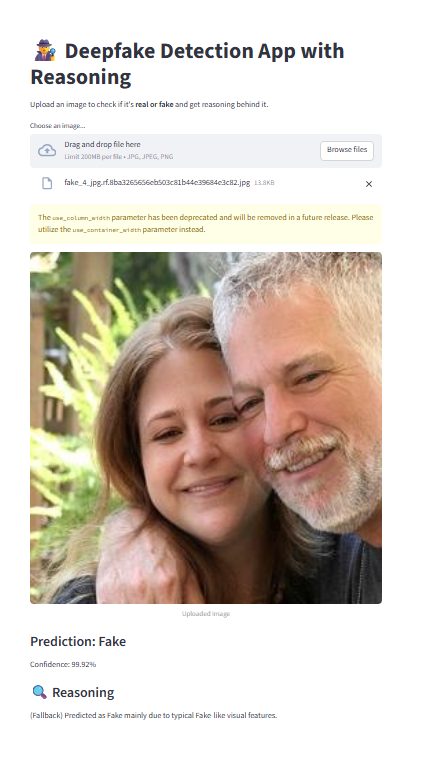 🕵️ Deepfake Detection App with
Reasoning
Upload an image to check if it's real or fake and get reasoning behind it.
Choose an image...
Drag and drop file here
Limit 200MB per file • JPG, JPEG, PNG
Browse files
fake_4_jpg.rf.8ba3265656eb503c81b44e39684e3c82.jpg 13.8KB
The use_column_width parameter has been deprecated and will be removed in a future release. Please
utilize the use_container_width parameter instead.
Uploaded Image
Prediction: Fake
Confidence: 99.92%
🔍 Reasoning
(Fallback) Predicted as Fake mainly due to typical Fake-like visual features.